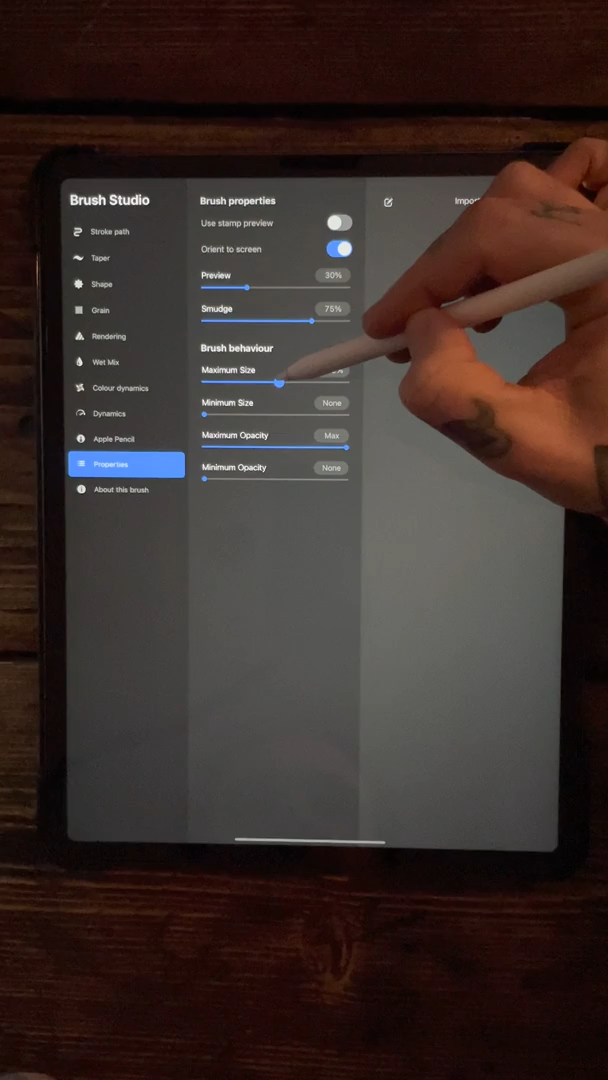 Brush Studio
Stroke path
Taper
Shape
Grain
Rendering
Wet Mix
Colour dynamics
Dynamics
Apple Pencil
Properties
About this brush
Brush properties
Use stamp preview
Orient to screen
Preview 30%
Smudge 75%
Brush behaviour
Maximum Size
Minimum Size None
Maximum Opacity Max
Minimum Opacity None